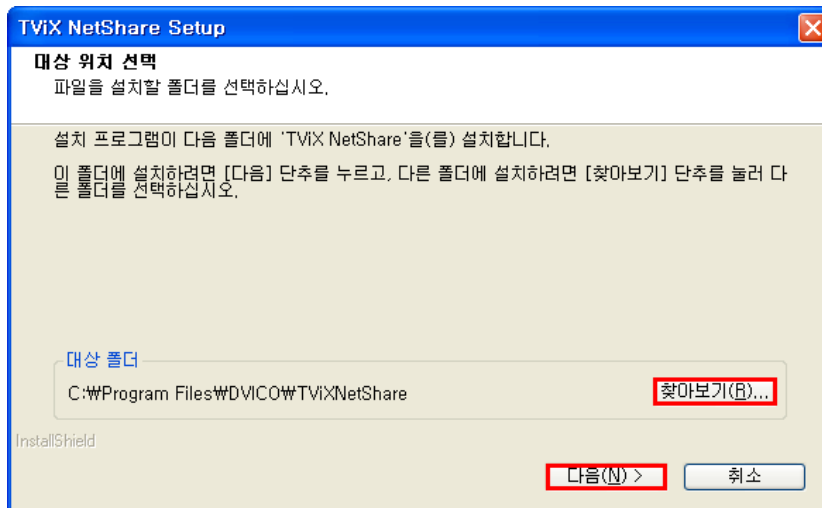 TViX NetShare Setup
대상 위치 선택
파일을 설치할 폴더를 선택하십시오.
설치 프로그램이 다음 폴더에 'TViX NetShare'을(를) 설치합니다.
이 폴더에 설치하려면 [다음] 단추를 누르고, 다른 폴더에 설치하려면 [찾아보기] 단추를 눌러 다
른 폴더를 선택하십시오.
대상 폴더
C:₩Program Files₩DVICO₩TViXNetShare
찾아보기(R)...
InstallShield
다음(N) >
취소